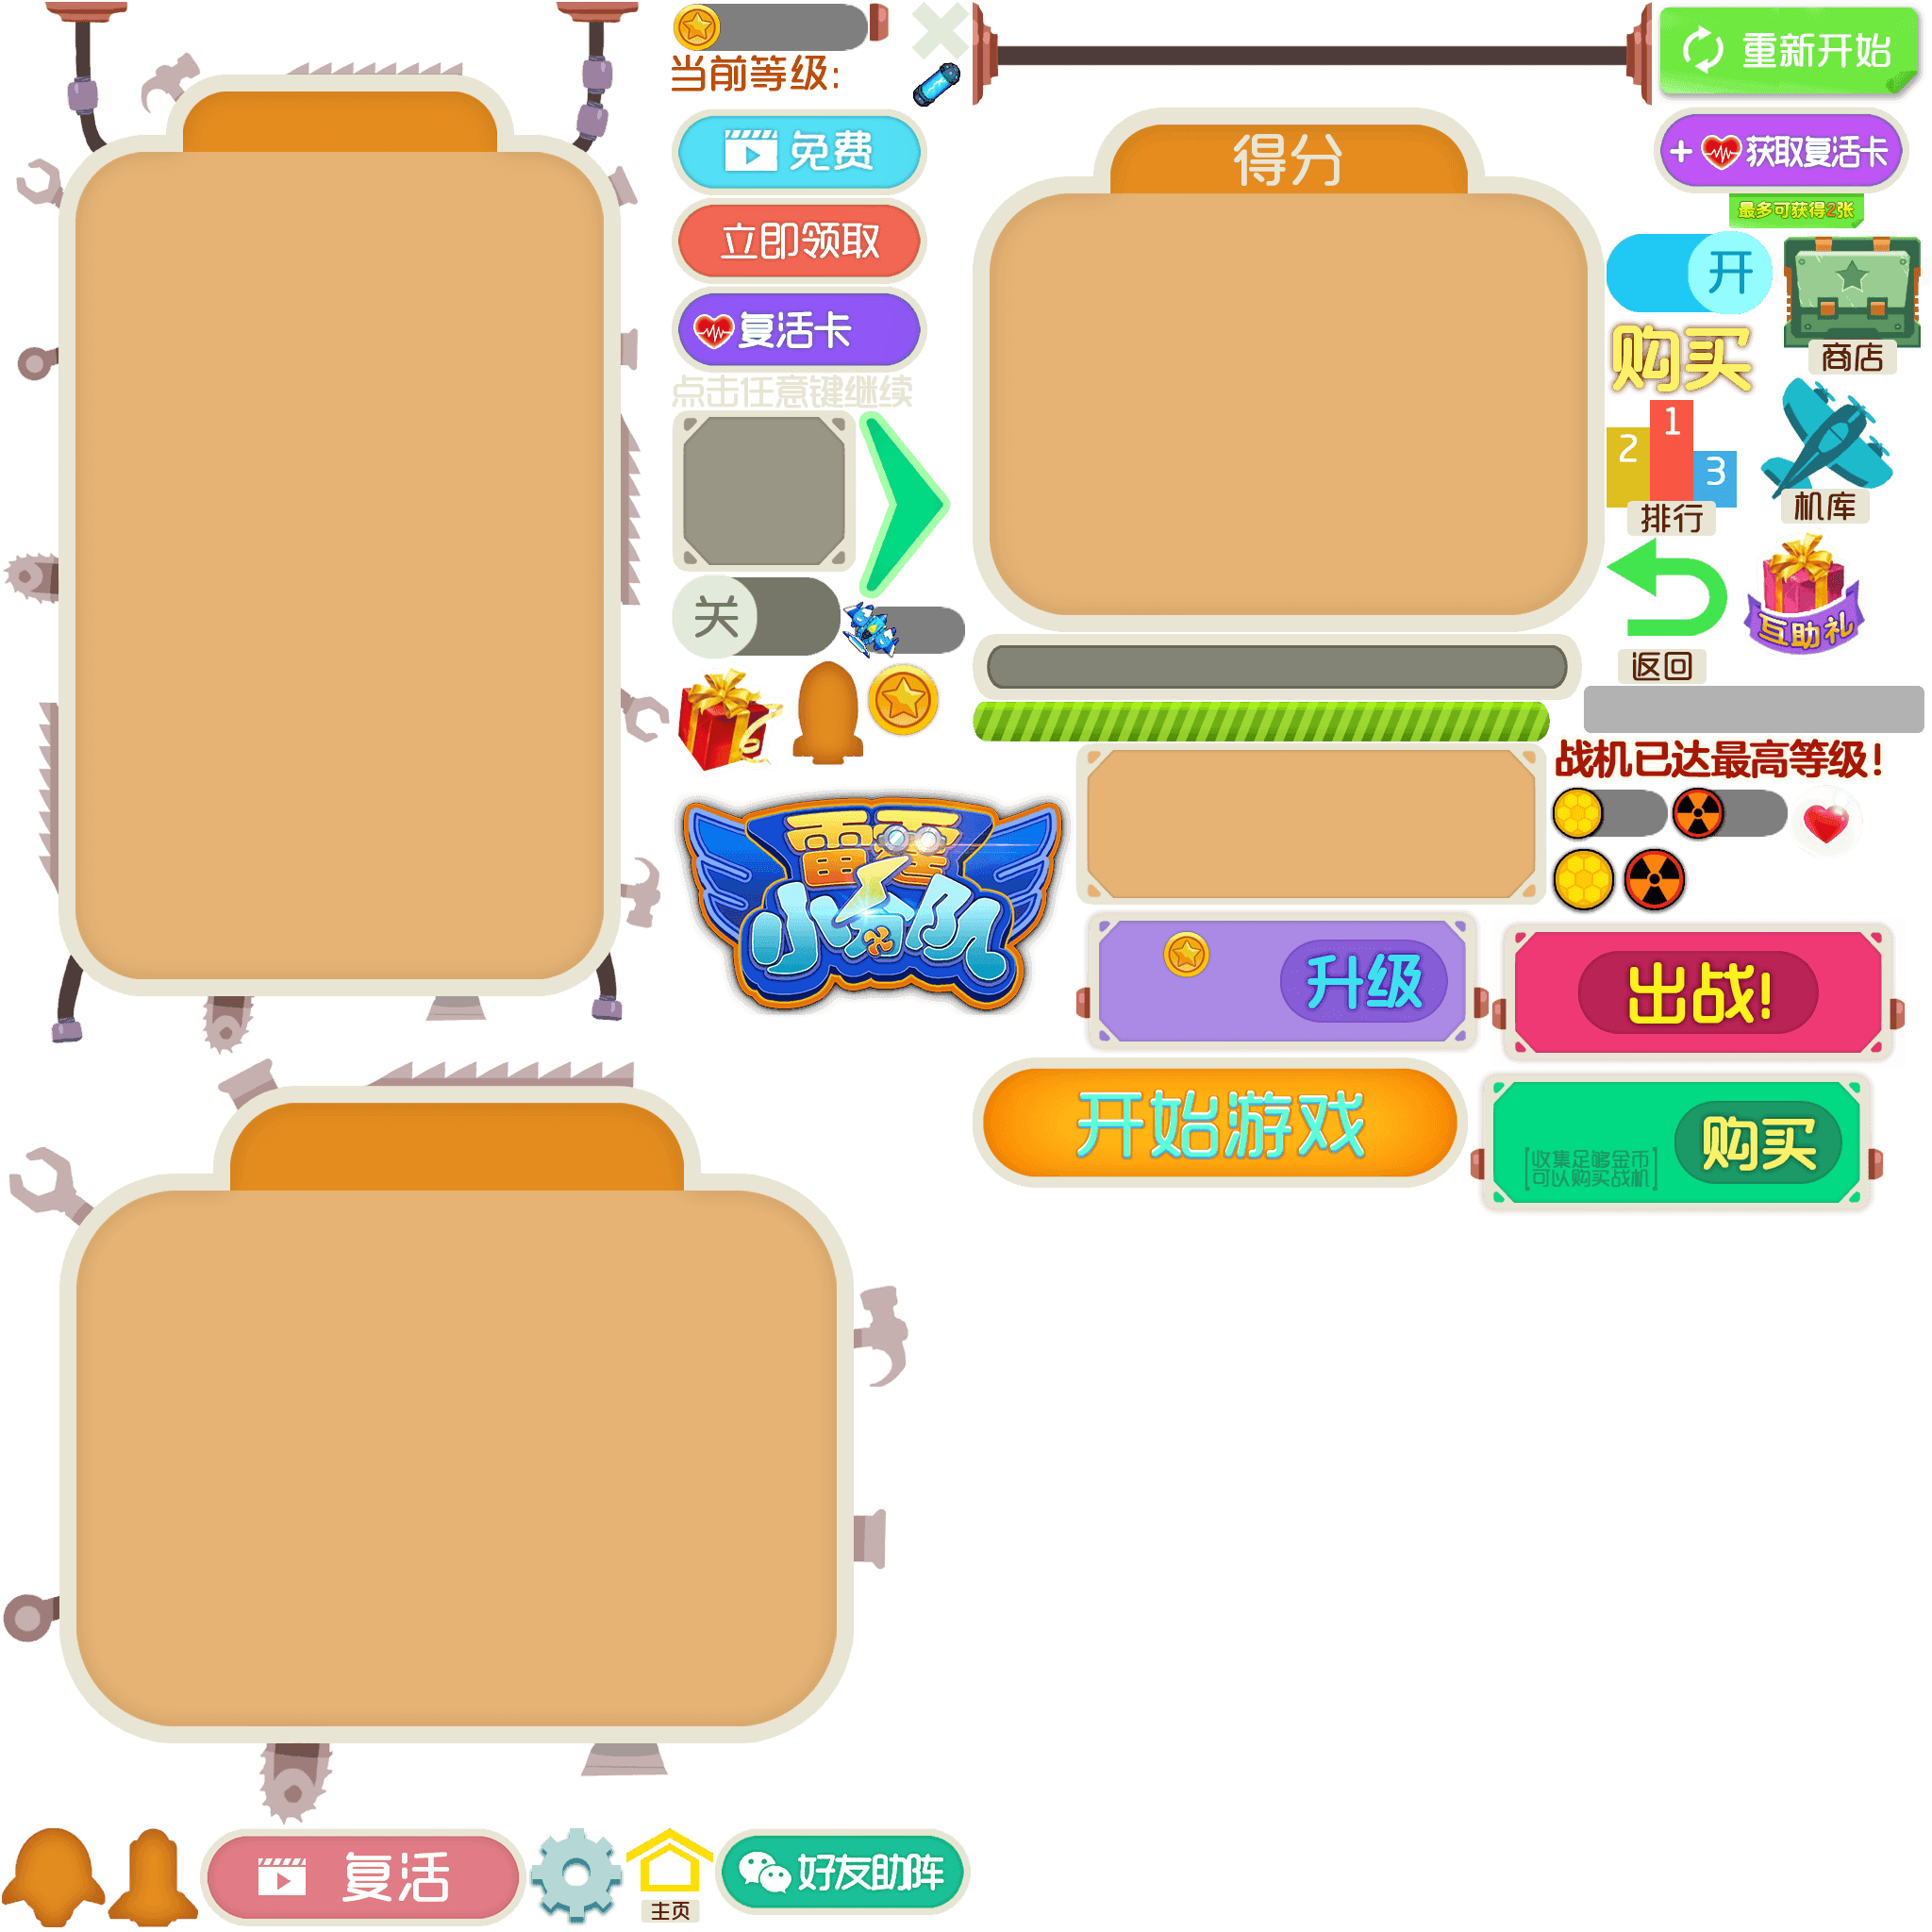 当前等级:
重新开始
免费
得分
+获取复活卡
最多可获得2张
立即领取
开
商店
复活卡
购买
点击任意键继续
1
2
3
排行
机库
关
互助礼
返回
战机已达最高等级!
雷霆
小分队
升级
出战!
开始游戏
购买
收集足够金币
可以购买战机
复活
主页
好友助阵